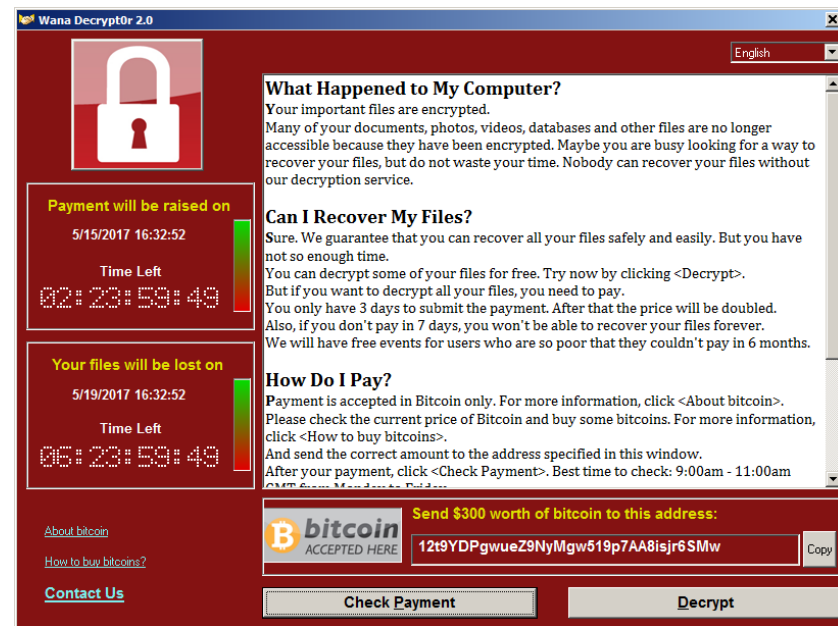 Wana Decrypt0r 2.0
English
What Happened to My Computer?
Your important files are encrypted.
Many of your documents, photos, videos, databases and other files are no longer
accessible because they have been encrypted. Maybe you are busy looking for a way to
recover your files, but do not waste your time. Nobody can recover your files without
our decryption service.
Can I Recover My Files?
Sure. We guarantee that you can recover all your files safely and easily. But you have
not so enough time.
You can decrypt some of your files for free. Try now by clicking <Decrypt>.
But if you want to decrypt all your files, you need to pay.
You only have 3 days to submit the payment. After that the price will be doubled.
Also, if you don't pay in 7 days, you won't be able to recover your files forever.
We will have free events for users who are so poor that they couldn't pay in 6 months.
How Do I Pay?
Payment is accepted in Bitcoin only. For more information, click <About bitcoin>.
Please check the current price of Bitcoin and buy some bitcoins. For more information,
click <How to buy bitcoins>.
And send the correct amount to the address specified in this window.
After your payment, click <Check Payment>. Best time to check: 9:00am - 11:00am
GMT from Monday to Friday
Payment will be raised on
5/15/2017 16:32:52
Time Left
02:23:59:49
Your files will be lost on
5/19/2017 16:32:52
Time Left
06:23:59:49
About bitcoin
How to buy bitcoins?
Contact Us
bitcoin
ACCEPTED HERE
Send $300 worth of bitcoin to this address:
12t9YDPgwueZ9NyMgw519p7AA8isjr6SMw
Copy
Check Payment
Decrypt